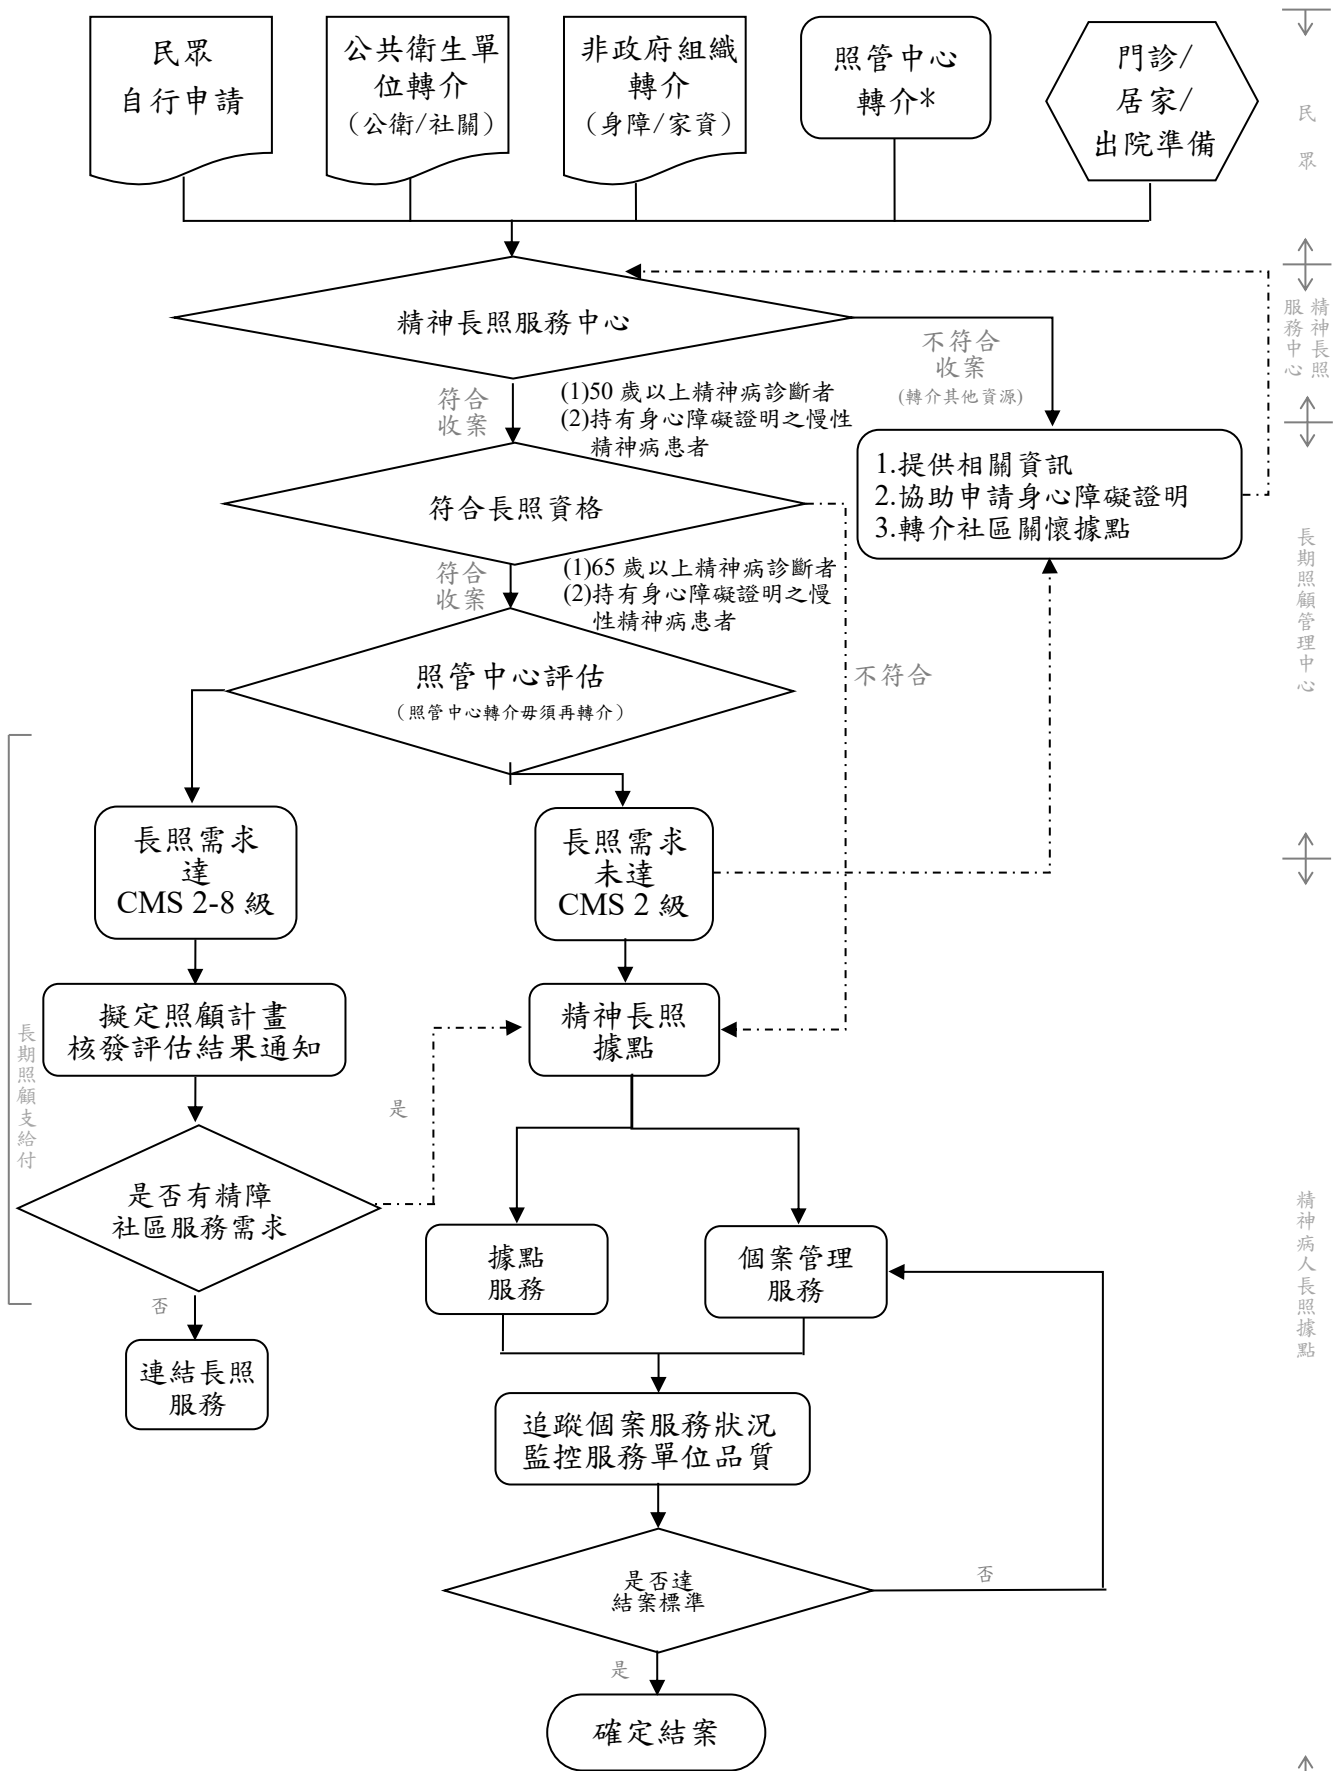 民眾
自行申請
公共衛生單
位轉介
（公衛/社關）
非政府組織
轉介
（身障/家資）
照管中心
轉介*
門診/
居家/
出院準備
民眾
精神長照服務中心
不符合
收案
(轉介其他資源)
精神長照
服務中心
符合
收案
(1)50 歲以上精神病診斷者
(2)持有身心障礙證明之慢性
精神病患者
1.提供相關資訊
2.協助申請身心障礙證明
3.轉介社區關懷據點
符合長照資格
長期照顧管理中心
符合
收案
(1)65 歲以上精神病診斷者
(2)持有身心障礙證明之慢
性精神病患者
照管中心評估
（照管中心轉介毋須再轉介）
不符合
長照需求
達
CMS 2-8 級
長照需求
未達
CMS 2 級
擬定照顧計畫
核發評估結果通知
精神長照
據點
長期照顧支給付
是
是否有精障
社區服務需求
據點
服務
個案管理
服務
精神病人長照據點
否
連結長照
服務
追蹤個案服務狀況
監控服務單位品質
是否達
結案標準
否
是
確定結案